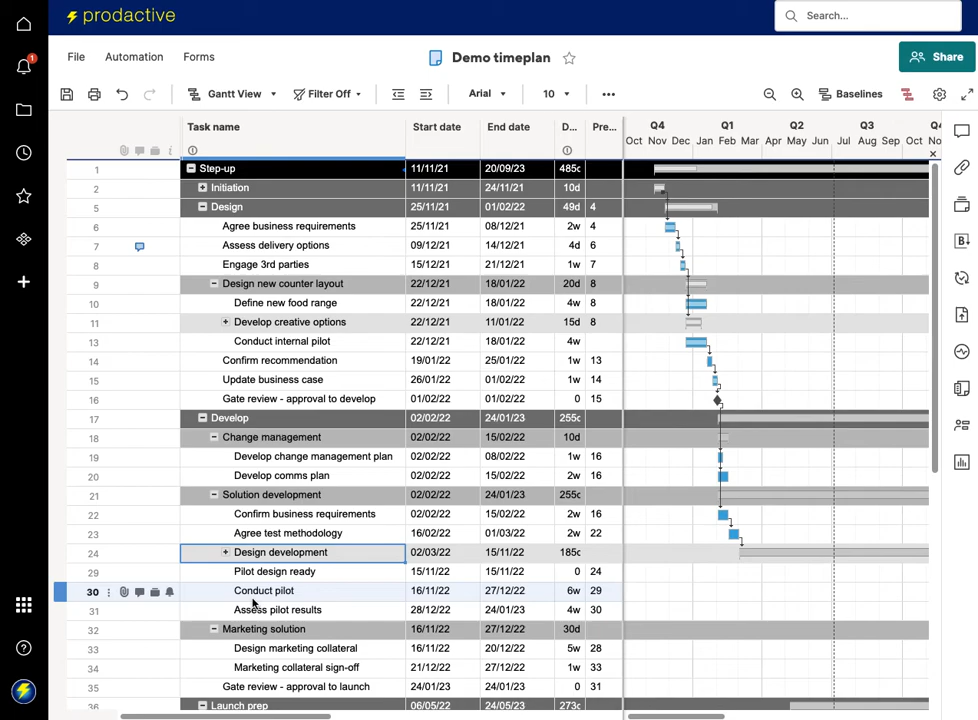 prodactive
Search...
1
File Automation Forms
Demo timeplan
Share
Gantt View Filter Off Arial 10 Baselines
Task name Start date End date D... Pre... Q4 Q1 Q2 Q3 Q4
Oct Nov Dec Jan Feb Mar Apr May Jun Jul Aug Sep Oct
1 Step-up 11/11/21 20/09/23 485
2 Initiation 11/11/21 24/11/21 10d
5 Design 25/11/21 01/02/22 49d 4
6 Agree business requirements 25/11/21 08/12/21 2w 4
7 Assess delivery options 09/12/21 14/12/21 4d 6
8 Engage 3rd parties 15/12/21 21/12/21 1w 7
9 Design new counter layout 22/12/21 18/01/22 20d 8
10 Define new food range 22/12/21 18/01/22 4w 8
11 Develop creative options 22/12/21 11/01/22 15d 8
13 Conduct internal pilot 22/12/21 18/01/22 4w
14 Confirm recommendation 19/01/22 25/01/22 1w 13
15 Update business case 26/01/22 01/02/22 1w 14
16 Gate review - approval to develop 01/02/22 01/02/22 0 15
17 Develop 02/02/22 24/01/23 255
18 Change management 02/02/22 15/02/22 10d
19 Develop change management plan 02/02/22 08/02/22 1w 16
20 Develop comms plan 02/02/22 15/02/22 2w 16
21 Solution development 02/02/22 24/01/23 255
22 Confirm business requirements 02/02/22 15/02/22 2w 16
23 Agree test methodology 16/02/22 01/03/22 2w 22
24 Design development 02/03/22 15/11/22 185
29 Pilot design ready 15/11/22 15/11/22 0 24
30 Conduct pilot 16/11/22 27/12/22 6w 29
31 Assess pilot results 28/12/22 24/01/23 4w 30
32 Marketing solution 16/11/22 27/12/22 30d
33 Design marketing collateral 16/11/22 20/12/22 5w 28
34 Marketing collateral sign-off 21/12/22 27/12/22 1w 33
35 Gate review - approval to launch 24/01/23 24/01/23 0 31
36 Launch prep 06/05/22 24/05/23 273